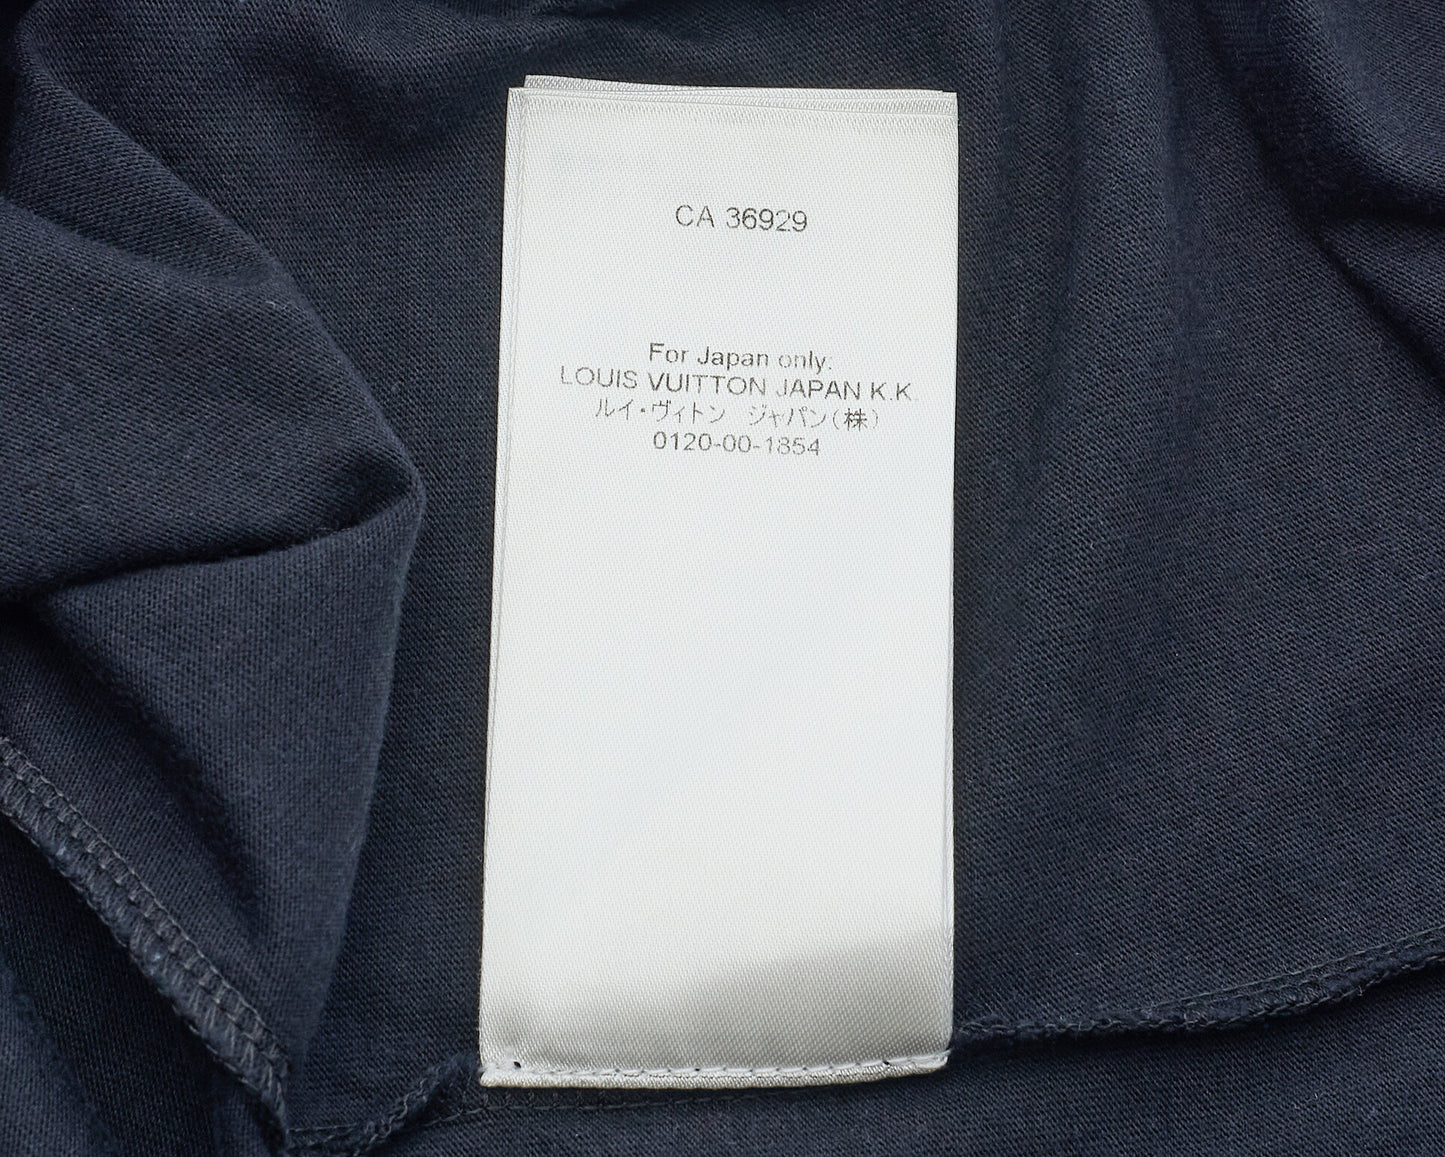 CA 36929
For Japan only:
LOUIS VUITTON JAPAN K.K.
ルイ・ヴィトン　ジャパン(株)
0120-00-1854